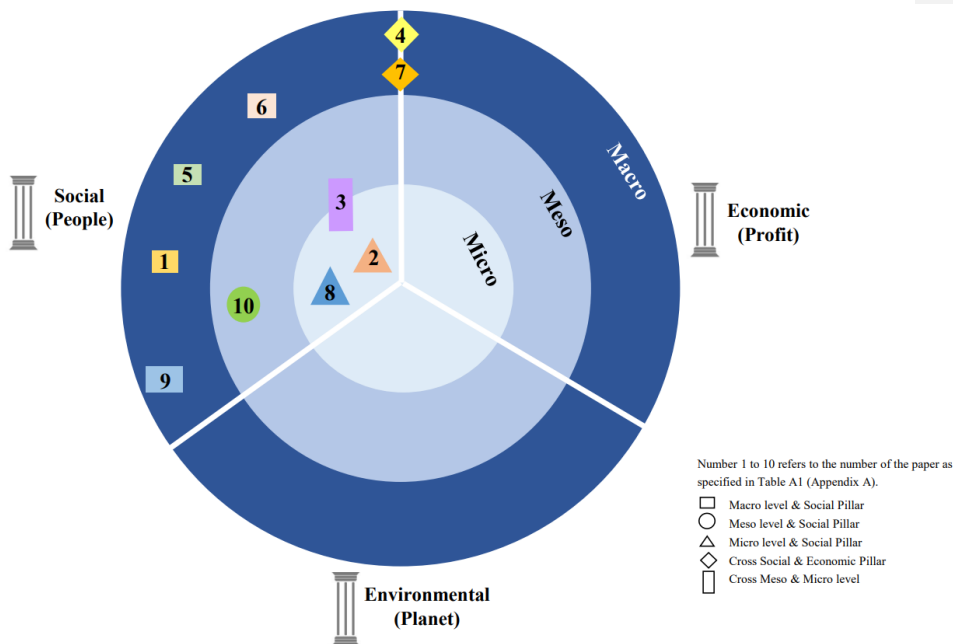 4
7
6
5
3
1
2
8
10
9
Macro
Meso
Micro
Social
(People)
Economic
(Profit)
Environmental
(Planet)
Number 1 to 10 refers to the number of the paper as
specified in Table A1 (Appendix A).
Macro level & Social Pillar
Meso level & Social Pillar
Micro level & Social Pillar
Cross Social & Economic Pillar
Cross Meso & Micro level